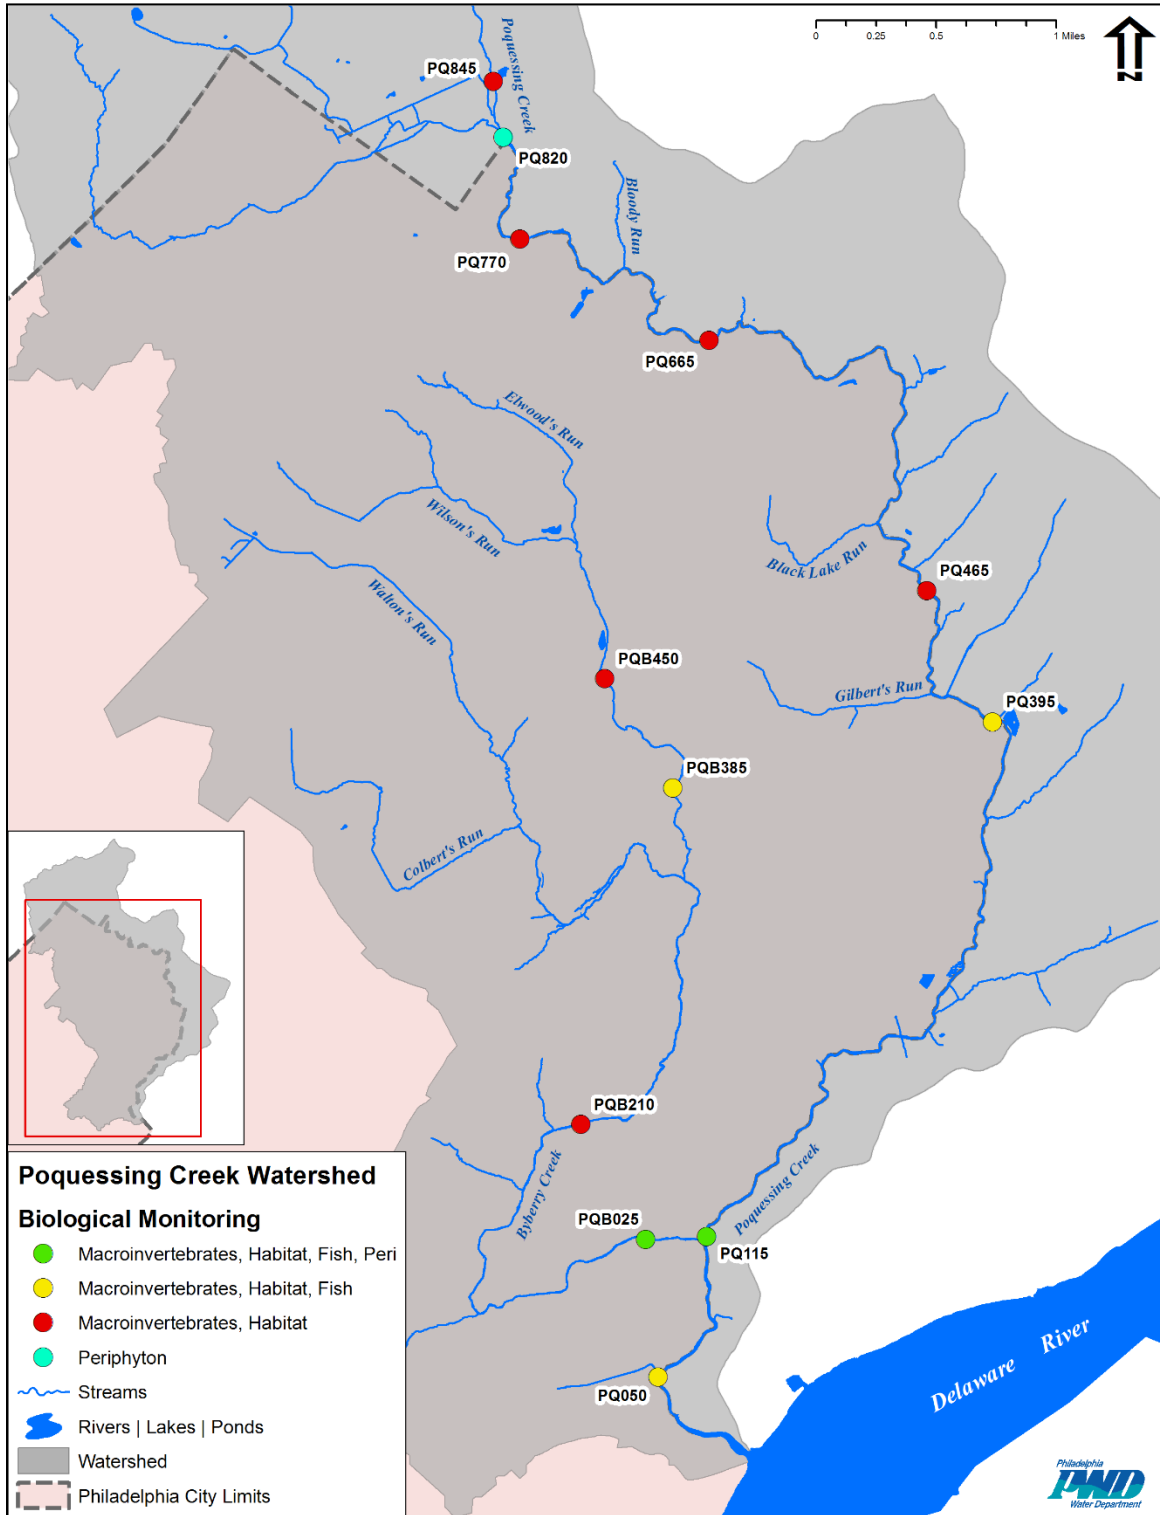 0 0.25 0.5 1 Miles
N
Poquessing Creek
PQ845
PQ820
Bloody Run
PQ770
PQ665
Elwood's Run
Wilson's Run
Black Lake Run
PQ465
Walton's Run
PQB450
Gilbert's Run
PQ395
PQB385
Colbert's Run
PQB210
Byberry Creek
Poquessing Creek
PQB025
PQ115
PQ050
Delaware River
Poquessing Creek Watershed
Biological Monitoring
Macroinvertebrates, Habitat, Fish, Peri
Macroinvertebrates, Habitat, Fish
Macroinvertebrates, Habitat
Periphyton
Streams
Rivers | Lakes | Ponds
Watershed
Philadelphia City Limits
Philadelphia
PWD
Water Department